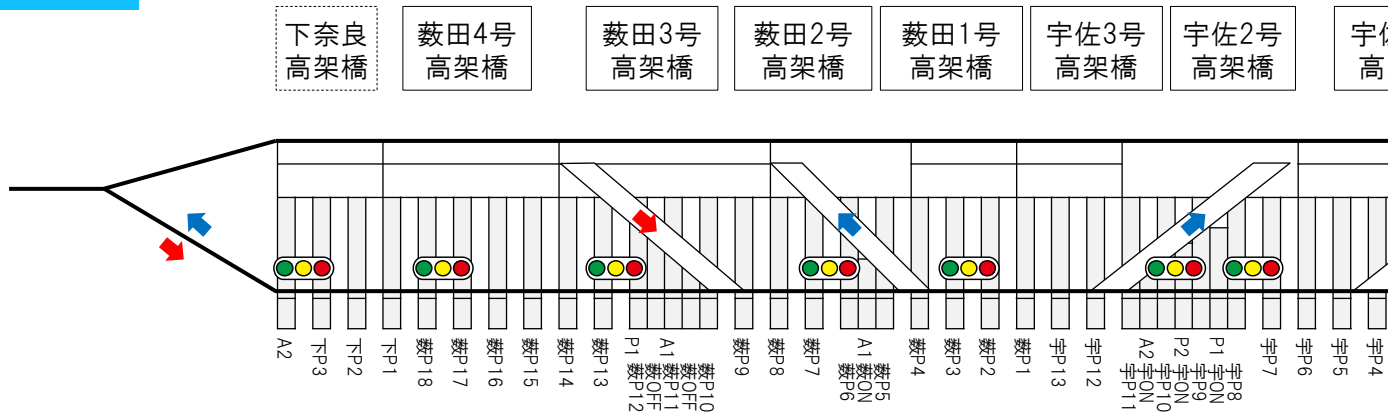 下奈良
高架橋
薮田4号
高架橋
薮田3号
高架橋
薮田2号
高架橋
薮田1号
高架橋
宇佐3号
高架橋
宇佐2号
高架橋
宇佐
高
A2
下P3
下P2
下P1
薮P18
薮P17
薮P16
薮P15
薮P14
薮P13
P1 薮P12
薮OFF
A1 薮P11
薮OFF
薮P10
薮P9
薮P8
薮P7
薮P6
A1 薮ON
薮P5
薮P4
薮P3
薮P2
薮P1
宇P13
宇P12
宇P11
A2 宇ON
宇P10
P2 宇ON
宇P9
P1 宇ON
宇P8
宇P7
宇P6
宇P5
宇P4